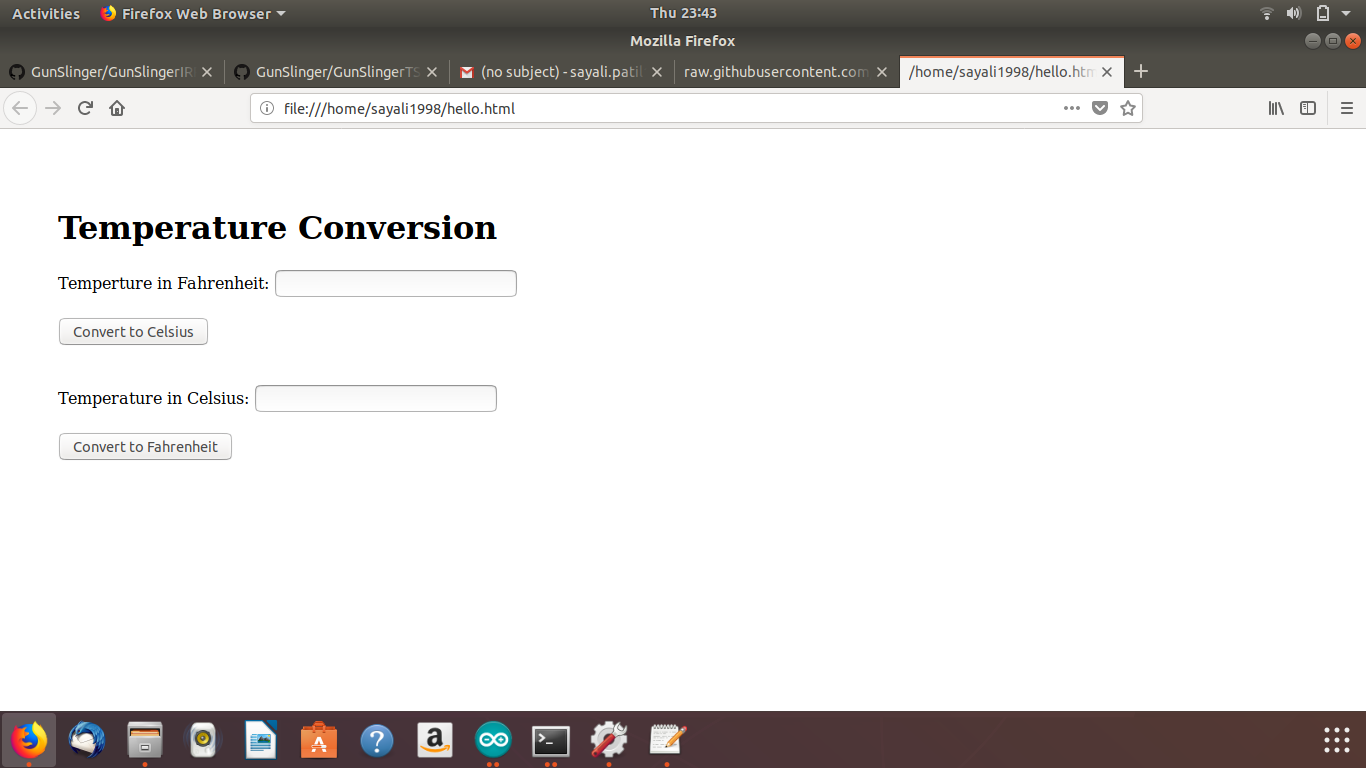 Activities Firefox Web Browser Thu 23:43
Mozilla Firefox
GunSlinger/GunSlingerIR GunSlinger/GunSlingerTS (no subject) - sayali.patil raw.githubusercontent.com /home/sayali1998/hello.htm
file:///home/sayali1998/hello.html
Temperature Conversion
Temperture in Fahrenheit:
Convert to Celsius
Temperature in Celsius:
Convert to Fahrenheit